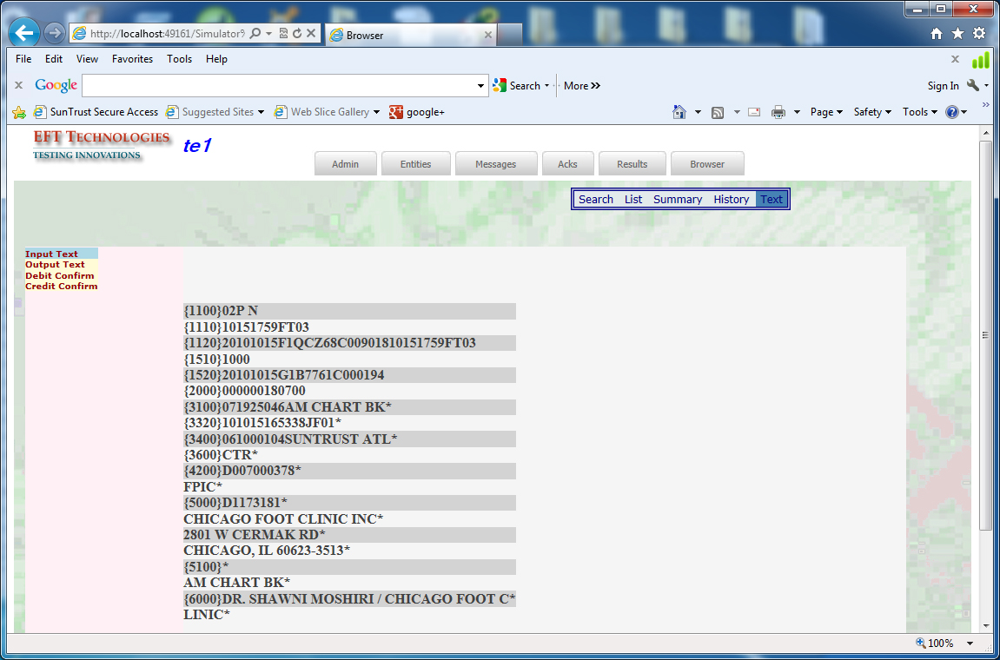 http://localhost:49161/Simulator9
Browser
File Edit View Favorites Tools Help
Google Search More »
Sign In
SunTrust Secure Access Suggested Sites Web Slice Gallery google+
Page Safety Tools
EFT TECHNOLOGIES
TESTING INNOVATIONS
te1
Admin Entities Messages Acks Results Browser
Search List Summary History Text
Input Text
Output Text
Debit Confirm
Credit Confirm
{1100}02P N
{1110}10151759FT03
{1120}20101015F1QCZ68C00901810151759FT03
{1510}1000
{1520}20101015G1B7761C000194
{2000}000000180700
{3100}071925046AM CHART BK*
{3320}101015165338JF01*
{3400}061000104SUNTRUST ATL*
{3600}CTR*
{4200}D007000378*
FPIC*
{5000}D1173181*
CHICAGO FOOT CLINIC INC*
2801 W CERMAK RD*
CHICAGO, IL 60623-3513*
{5100}*
AM CHART BK*
{6000}DR. SHAWNI MOSHIRI / CHICAGO FOOT C*
LINIC*
100%